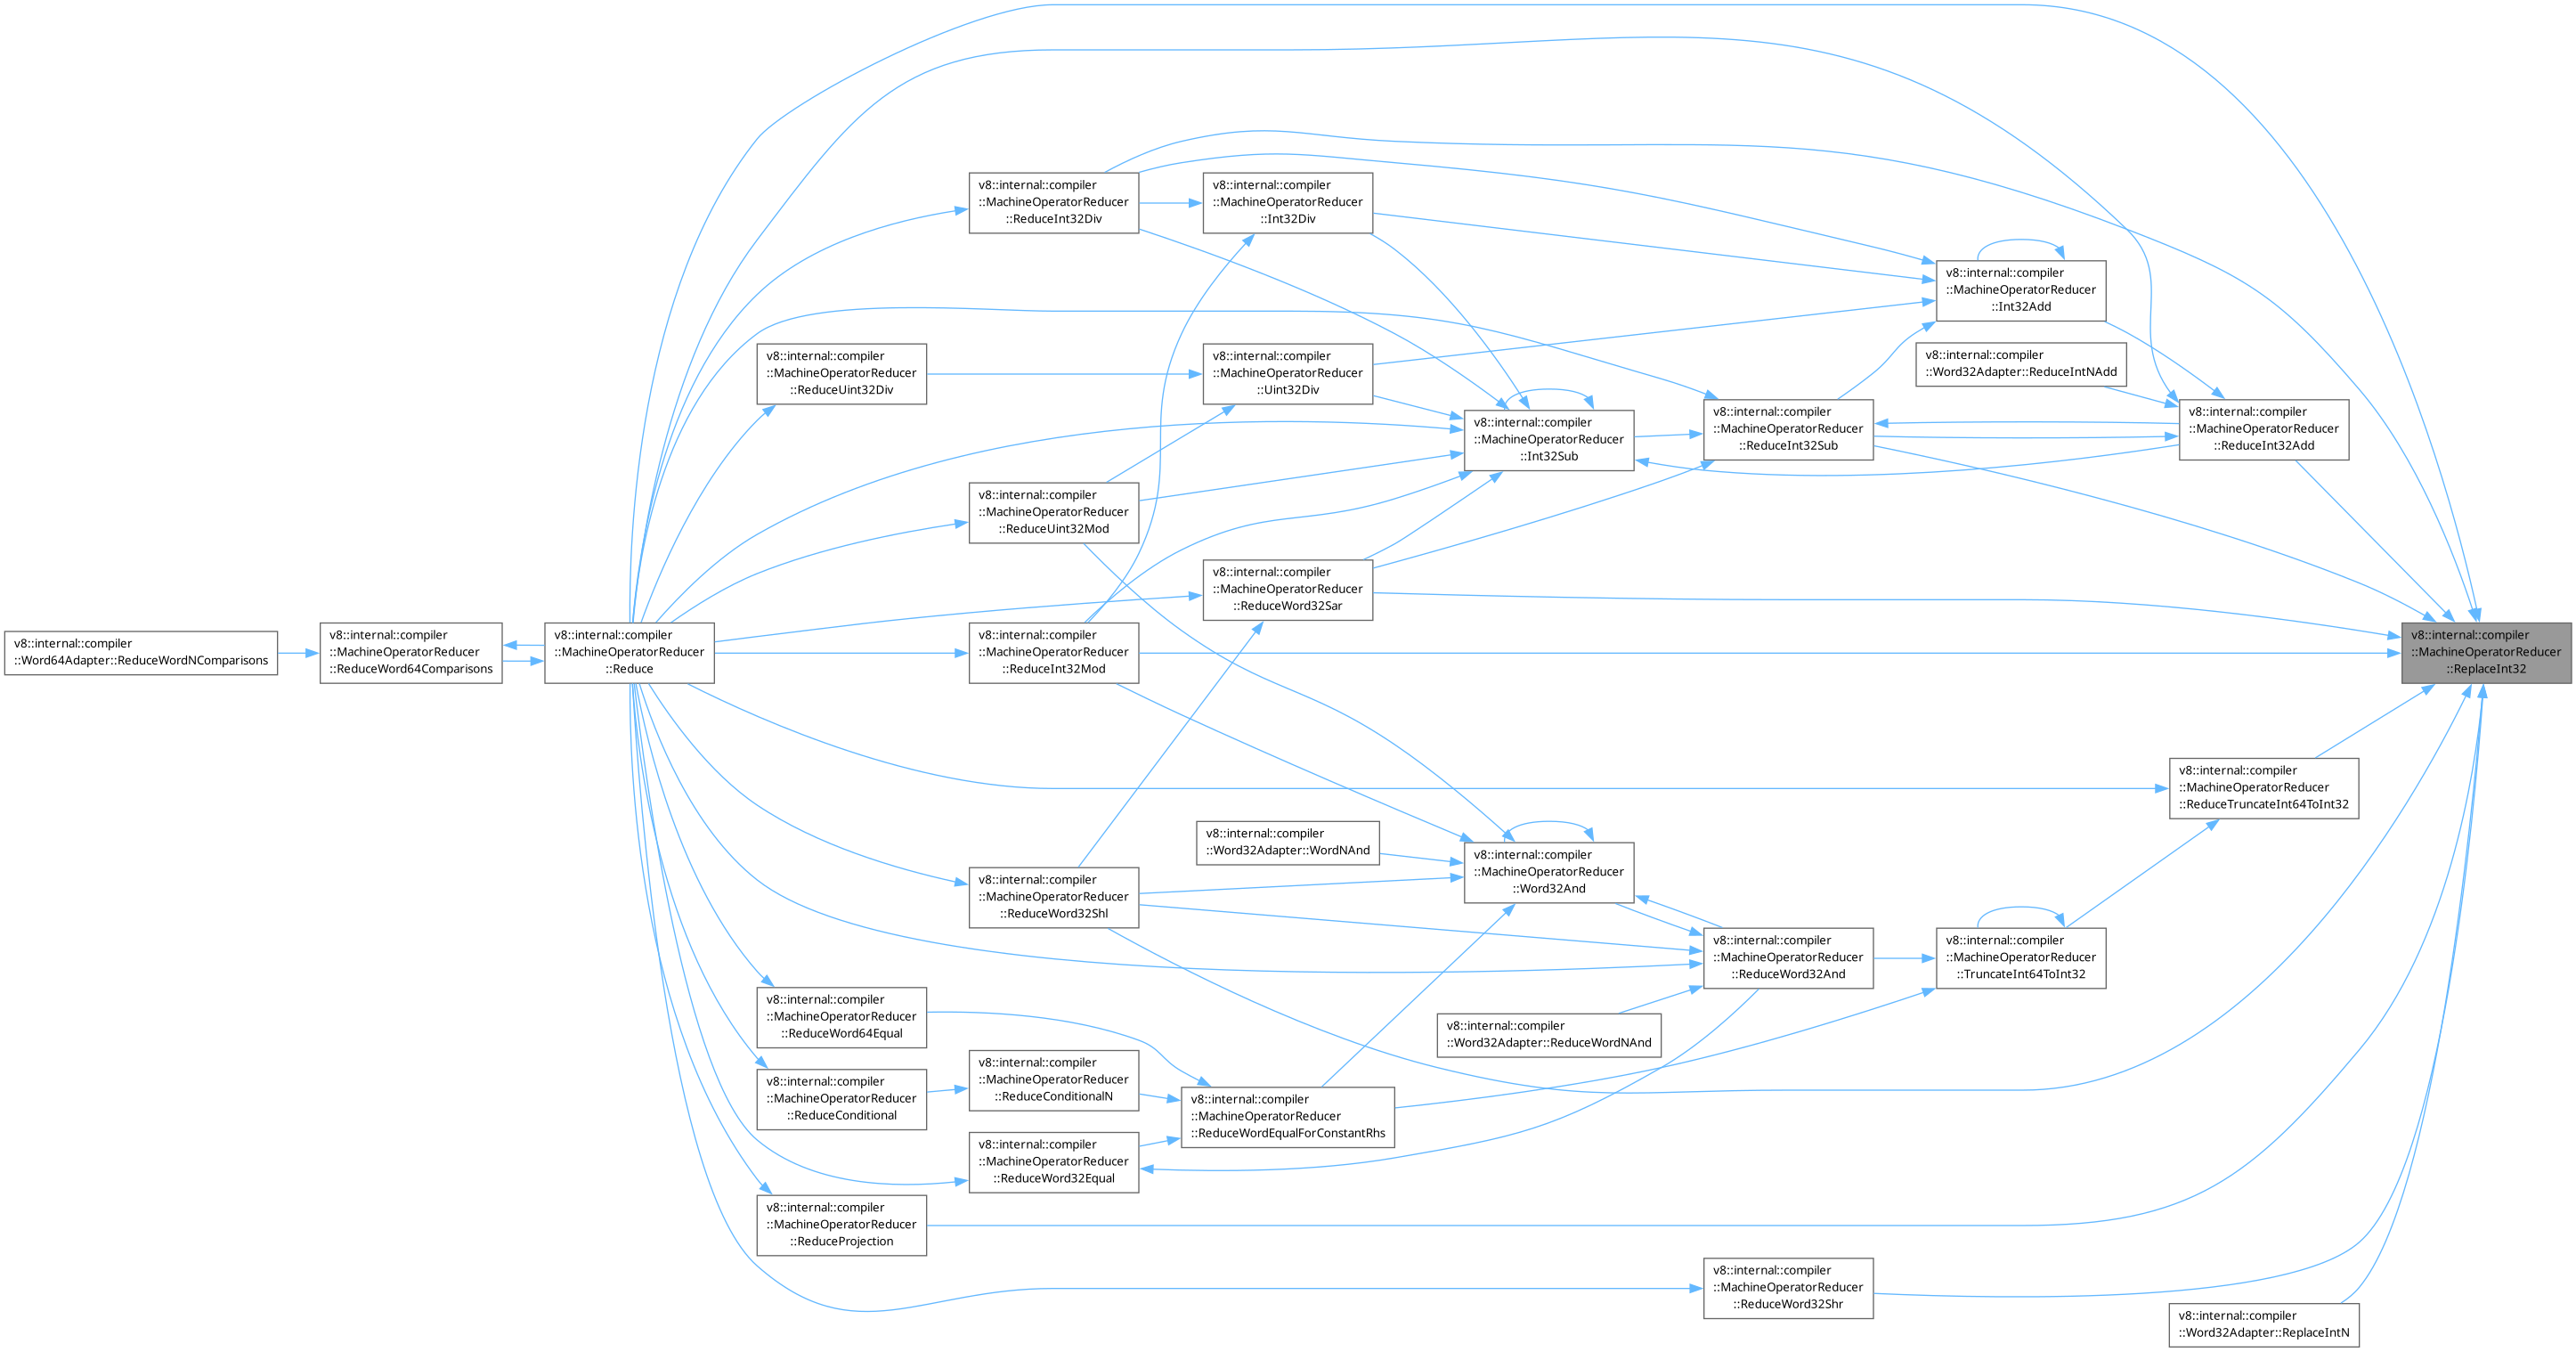 v8::internal::compiler
::MachineOperatorReducer
::ReduceInt32Div
v8::internal::compiler
::MachineOperatorReducer
::Int32Div
v8::internal::compiler
::MachineOperatorReducer
::Int32Add
v8::internal::compiler
::MachineOperatorReducer
::ReduceUint32Div
v8::internal::compiler
::MachineOperatorReducer
::Uint32Div
v8::internal::compiler
::Word32Adapter::ReduceIntNAdd
v8::internal::compiler
::MachineOperatorReducer
::Int32Sub
v8::internal::compiler
::MachineOperatorReducer
::ReduceInt32Sub
v8::internal::compiler
::MachineOperatorReducer
::ReduceInt32Add
v8::internal::compiler
::MachineOperatorReducer
::ReduceUint32Mod
v8::internal::compiler
::MachineOperatorReducer
::ReduceWord32Sar
v8::internal::compiler
::Word64Adapter::ReduceWordNComparisons
v8::internal::compiler
::MachineOperatorReducer
::ReduceWord64Comparisons
v8::internal::compiler
::MachineOperatorReducer
::Reduce
v8::internal::compiler
::MachineOperatorReducer
::ReduceInt32Mod
v8::internal::compiler
::MachineOperatorReducer
::ReplaceInt32
v8::internal::compiler
::MachineOperatorReducer
::ReduceTruncateInt64ToInt32
v8::internal::compiler
::Word32Adapter::WordNAnd
v8::internal::compiler
::MachineOperatorReducer
::Word32And
v8::internal::compiler
::MachineOperatorReducer
::ReduceWord32Shl
v8::internal::compiler
::MachineOperatorReducer
::ReduceWord32And
v8::internal::compiler
::MachineOperatorReducer
::TruncateInt64ToInt32
v8::internal::compiler
::MachineOperatorReducer
::ReduceWord64Equal
v8::internal::compiler
::Word32Adapter::ReduceWordNAnd
v8::internal::compiler
::MachineOperatorReducer
::ReduceConditional
v8::internal::compiler
::MachineOperatorReducer
::ReduceConditionalN
v8::internal::compiler
::MachineOperatorReducer
::ReduceWordEqualForConstantRhs
v8::internal::compiler
::MachineOperatorReducer
::ReduceWord32Equal
v8::internal::compiler
::MachineOperatorReducer
::ReduceProjection
v8::internal::compiler
::MachineOperatorReducer
::ReduceWord32Shr
v8::internal::compiler
::Word32Adapter::ReplaceIntN